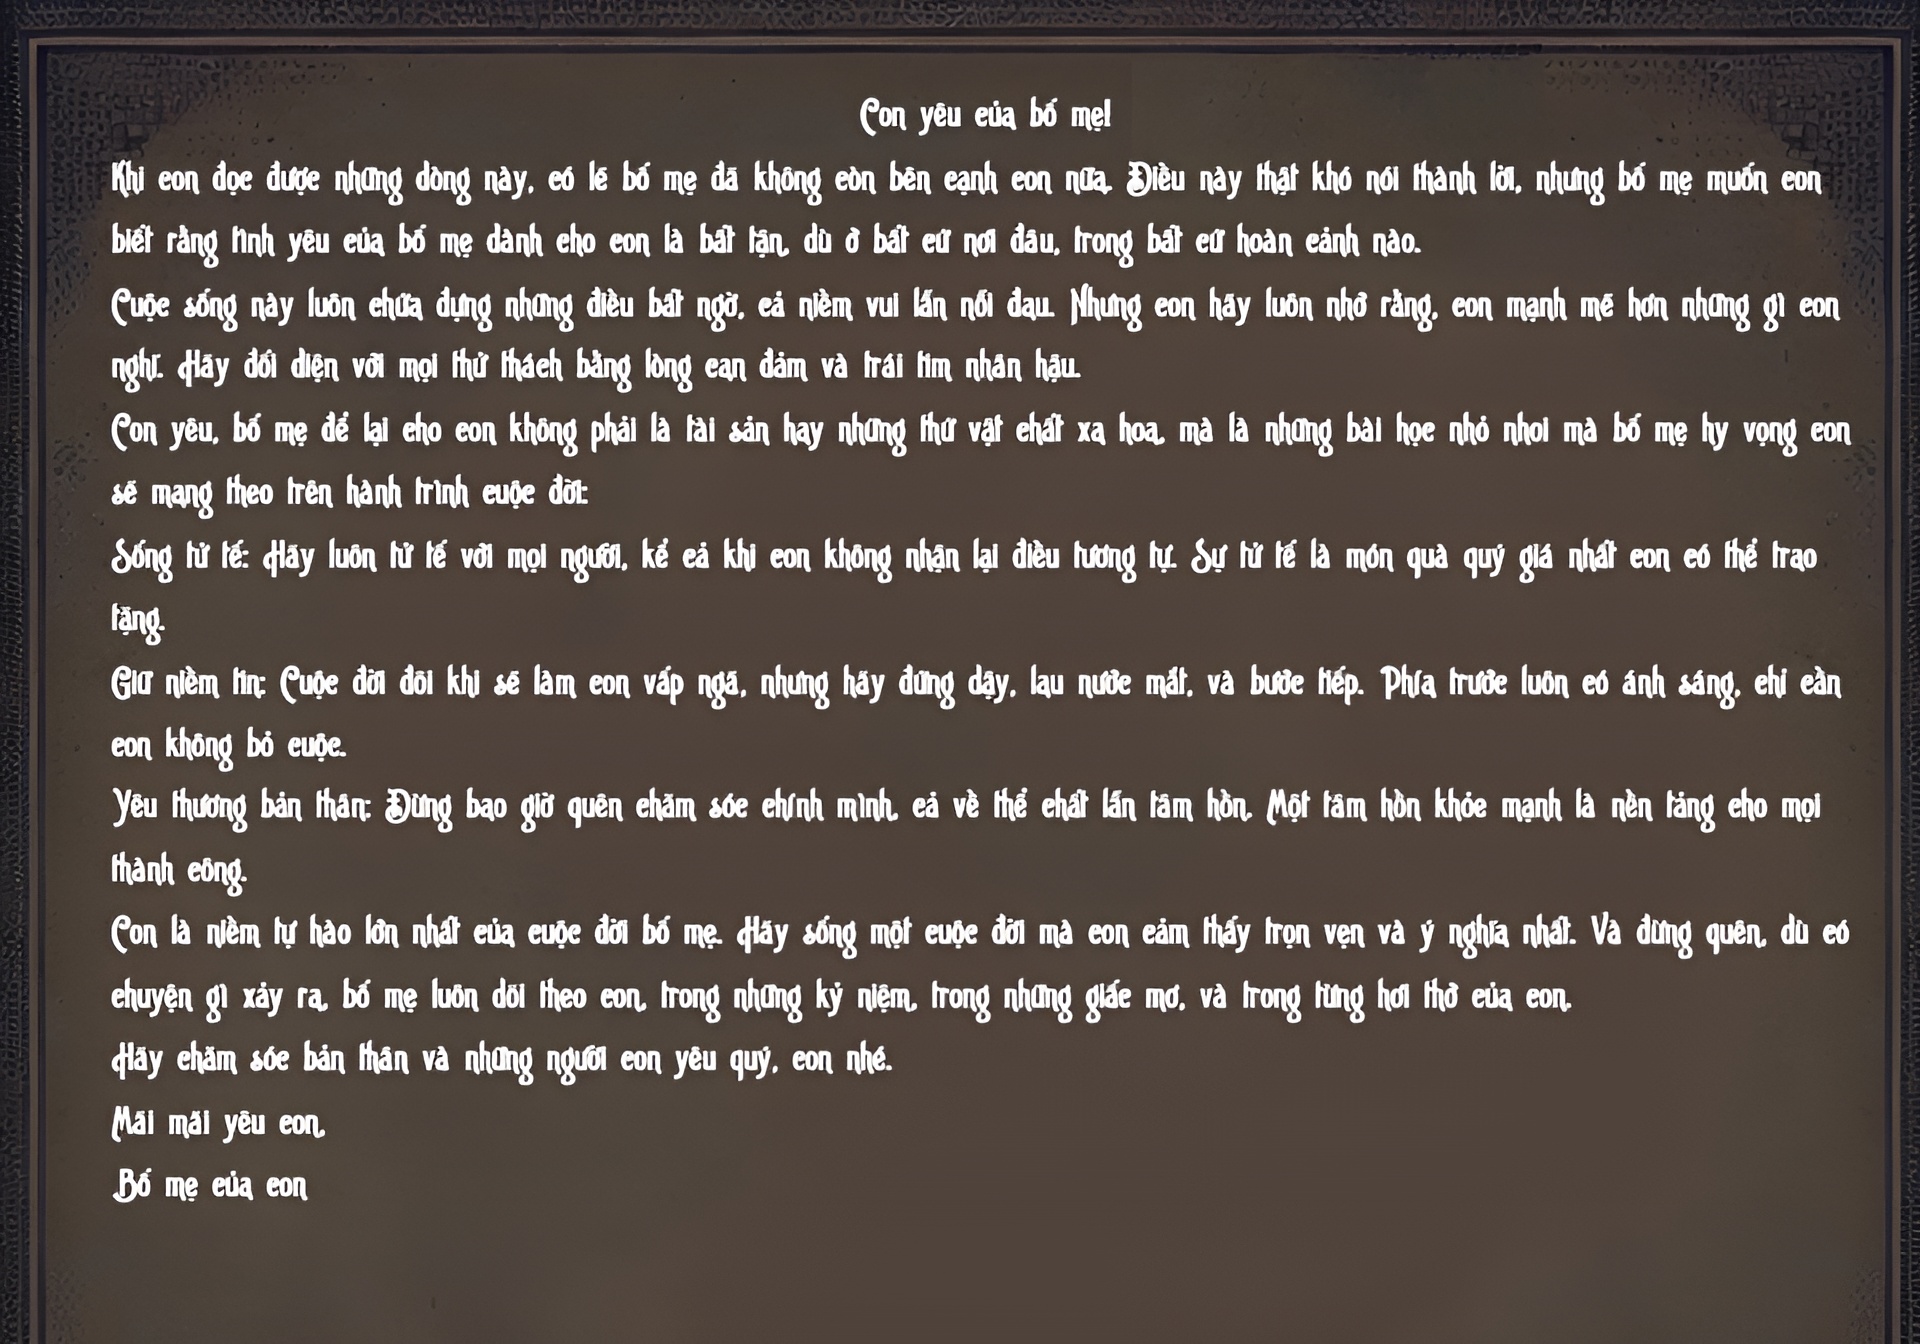 Con yêu của bố mẹ!
Khi con đọc được những dòng này, có lẽ bố mẹ đã không còn bên cạnh con nữa. Điều này thật khó nói thành lời, nhưng bố mẹ muốn con
biết rằng tình yêu của bố mẹ dành cho con là bất tận, dù ở bất cứ nơi đâu, trong bất cứ hoàn cảnh nào.
Cuộc sống này luôn chứa đựng những điều bất ngờ, cả niềm vui lẫn nỗi đau. Nhưng con hãy luôn nhớ rằng, con mạnh mẽ hơn những gì con
nghĩ. Hãy đối diện với mọi thử thách bằng lòng can đảm và trái tim nhân hậu.
Con yêu, bố mẹ để lại cho con không phải là tài sản hay những thứ vật chất xa hoa, mà là những bài học nhỏ nhoi mà bố mẹ hy vọng con
sẽ mang theo trên hành trình cuộc đời:
Sống tử tế: Hãy luôn tử tế với mọi người, kể cả khi con không nhận lại điều tương tự. Sự tử tế là món quà quý giá nhất con có thể trao
tặng.
Giữ niềm tin: Cuộc đời đôi khi sẽ làm con vấp ngã, nhưng hãy đứng dậy, lau nước mắt, và bước tiếp. Phía trước luôn có ánh sáng, chỉ cần
con không bỏ cuộc.
Yêu thương bản thân: Đừng bao giờ quên chăm sóc chính mình, cả về thể chất lẫn tâm hồn. Một tâm hồn khỏe mạnh là nền tảng cho mọi
thành công.
Con là niềm tự hào lớn nhất của cuộc đời bố mẹ. Hãy sống một cuộc đời mà con cảm thấy trọn vẹn và ý nghĩa nhất. Và đừng quên, dù có
chuyện gì xảy ra, bố mẹ luôn dõi theo con, trong những kỷ niệm, trong những giấc mơ, và trong từng hơi thở của con.
Hãy chăm sóc bản thân và những người con yêu quý, con nhé.
Mãi mãi yêu con,
Bố mẹ của con